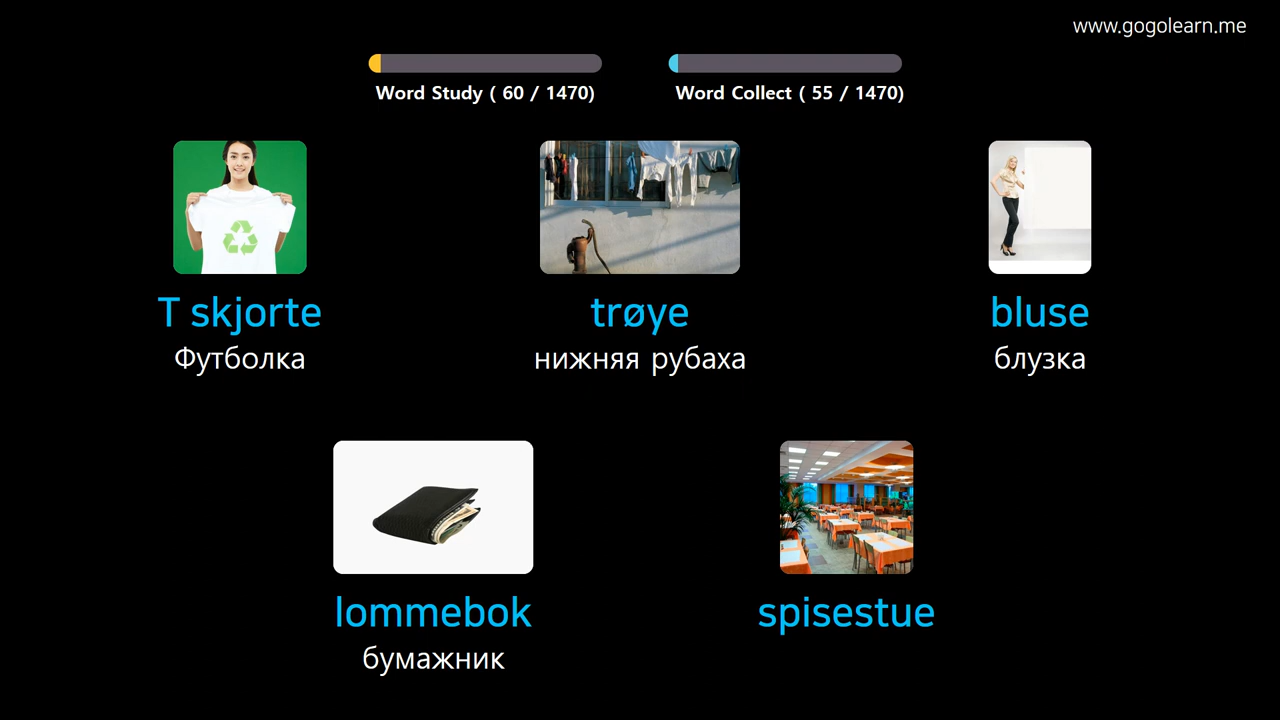 www.gogolearn.me
Word Study ( 60 / 1470)
Word Collect ( 55 / 1470)
T skjorte
Футболка
trøye
нижняя рубаха
bluse
блузка
lommebok
бумажник
spisestue